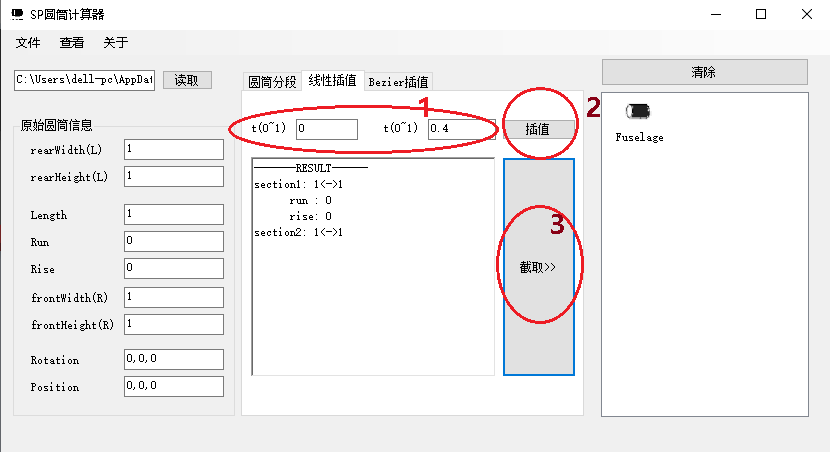 SP圆筒计算器
文件 查看 关于
C:\Users\dell-pc\AppDat
读取
原始圆筒信息
rearWidth(L) 1
rearHeight(L) 1
Length 1
Run 0
Rise 0
frontWidth(R) 1
frontHeight(R) 1
Rotation 0,0,0
Position 0,0,0
圆筒分段 线性插值 Bezier插值
1
t(0~1) 0 t(0~1) 0.4
插值
2
——————RESULT——————
section1: 1<->1
run : 0
rise: 0
section2: 1<->1
3
截取>>
清除
Fuselage